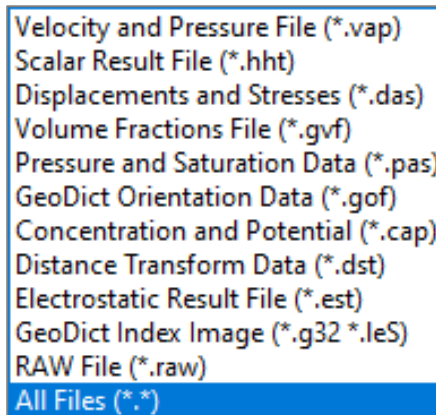 Velocity and Pressure File (*.vap)
Scalar Result File (*.hht)
Displacements and Stresses (*.das)
Volume Fractions File (*.gvf)
Pressure and Saturation Data (*.pas)
GeoDict Orientation Data (*.gof)
Concentration and Potential (*.cap)
Distance Transform Data (*.dst)
Electrostatic Result File (*.est)
GeoDict Index Image (*.g32 *.leS)
RAW File (*.raw)
All Files (*.*)